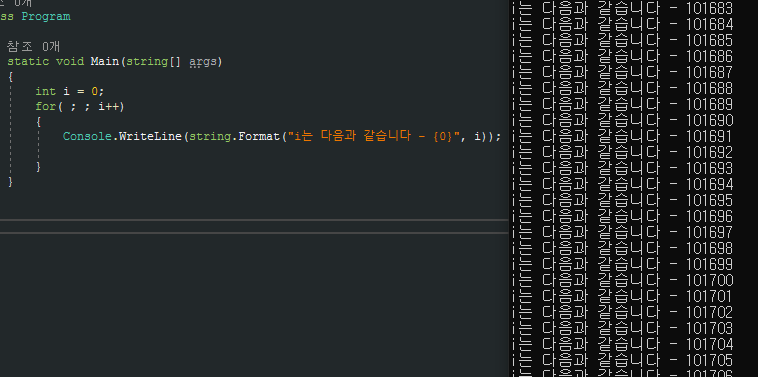 참조 0개
ss Program
참조 0개
static void Main(string[] args)
{
int i = 0;
for( ; ; i++)
{
Console.WriteLine(string.Format("i는 다음과 같습니다 - {0}", i));
}
}
i는 다음과 같습니다 - 101683
i는 다음과 같습니다 - 101684
i는 다음과 같습니다 - 101685
i는 다음과 같습니다 - 101686
i는 다음과 같습니다 - 101687
i는 다음과 같습니다 - 101688
i는 다음과 같습니다 - 101689
i는 다음과 같습니다 - 101690
i는 다음과 같습니다 - 101691
i는 다음과 같습니다 - 101692
i는 다음과 같습니다 - 101693
i는 다음과 같습니다 - 101694
i는 다음과 같습니다 - 101695
i는 다음과 같습니다 - 101696
i는 다음과 같습니다 - 101697
i는 다음과 같습니다 - 101698
i는 다음과 같습니다 - 101699
i는 다음과 같습니다 - 101700
i는 다음과 같습니다 - 101701
i는 다음과 같습니다 - 101702
i는 다음과 같습니다 - 101703
i는 다음과 같습니다 - 101704
i는 다음과 같습니다 - 101705
i는 다음과 같습니다 - 101706